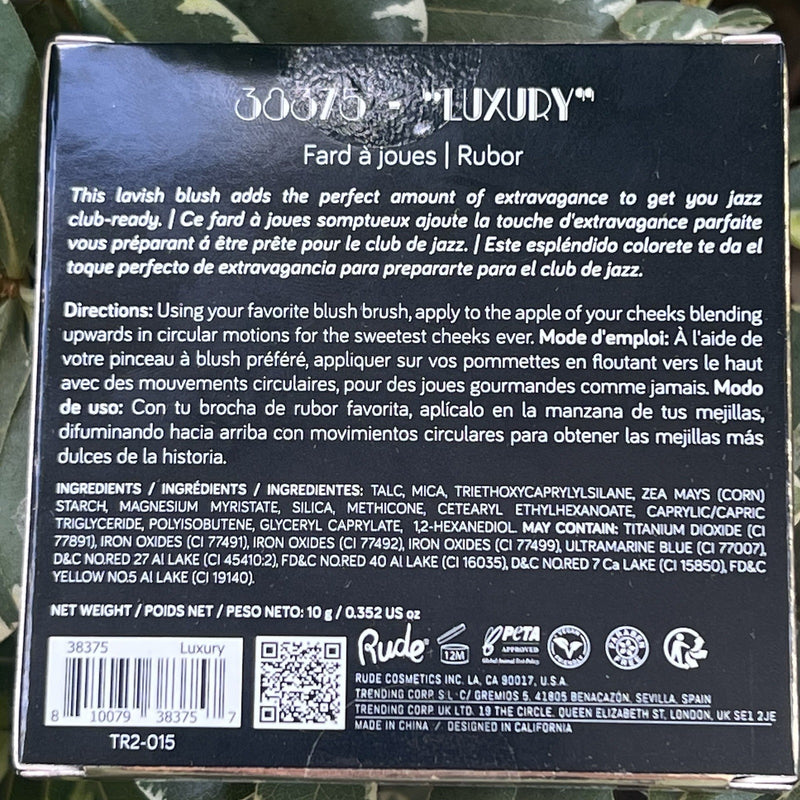 38375 - "LUXURY"
Fard à joues | Rubor
This lavish blush adds the perfect amount of extravagance to get you jazz
club-ready. | Ce fard à joues somptueux ajoute la touche d'extravagance parfaite
vous préparant á être prête pour le club de jazz. | Este espléndido colorete te da el
toque perfecto de extravagancia para prepararte para el club de jazz.
Directions: Using your favorite blush brush, apply to the apple of your cheeks blending
upwards in circular motions for the sweetest cheeks ever. Mode d'emploi: À l'aide de
votre pinceau à blush préféré, appliquer sur vos pommettes en floutant vers le haut
avec des mouvements circulaires, pour des joues gourmandes comme jamais. Modo
de uso: Con tu brocha de rubor favorita, aplícalo en la manzana de tus mejillas,
difuminando hacia arriba con movimientos circulares para obtener las mejillas más
dulces de la historia.
INGREDIENTS / INGRÉDIENTS / INGREDIENTES: TALC, MICA, TRIETHOXYCAPRYLYLSILANE, ZEA MAYS (CORN)
STARCH, MAGNESIUM MYRISTATE, SILICA, METHICONE, CETEARYL ETHYLHEXANOATE, CAPRYLIC/CAPRIC
TRIGLYCERIDE, POLYISOBUTENE, GLYCERYL CAPRYLATE, 1,2-HEXANEDIOL. MAY CONTAIN: TITANIUM DIOXIDE (CI
77891), IRON OXIDES (CI 77491), IRON OXIDES (CI 77492), IRON OXIDES (CI 77499), ULTRAMARINE BLUE (CI 77007),
D&C NO.RED 27 Al LAKE (CI 45410:2), FD&C NO.RED 40 Al LAKE (CI 16035), D&C NO.RED 7 Ca LAKE (CI 15850), FD&C
YELLOW NO.5 Al LAKE (CI 19140).
NET WEIGHT / POIDS NET / PESO NETO: 10 g / 0.352 US oz
38375 Luxury
8 10079 38375 7
TR2-015
Rude
12M
PETA
Global Animal Test Policy
VEGAN
FRIENDLY
PARABEN
FREE
RUDE COSMETICS INC. LA, CA 90017, U.S.A.
TRENDING CORP. S.L · C/ GREMIOS 5. 41805 BENACAZÓN, SEVILLA, SPAIN
TRENDING CORP UK LTD. 19 THE CIRCLE. QUEEN ELIZABETH ST. LONDON, UK SE1 2JE
MADE IN CHINA / DESIGNED IN CALIFORNIA